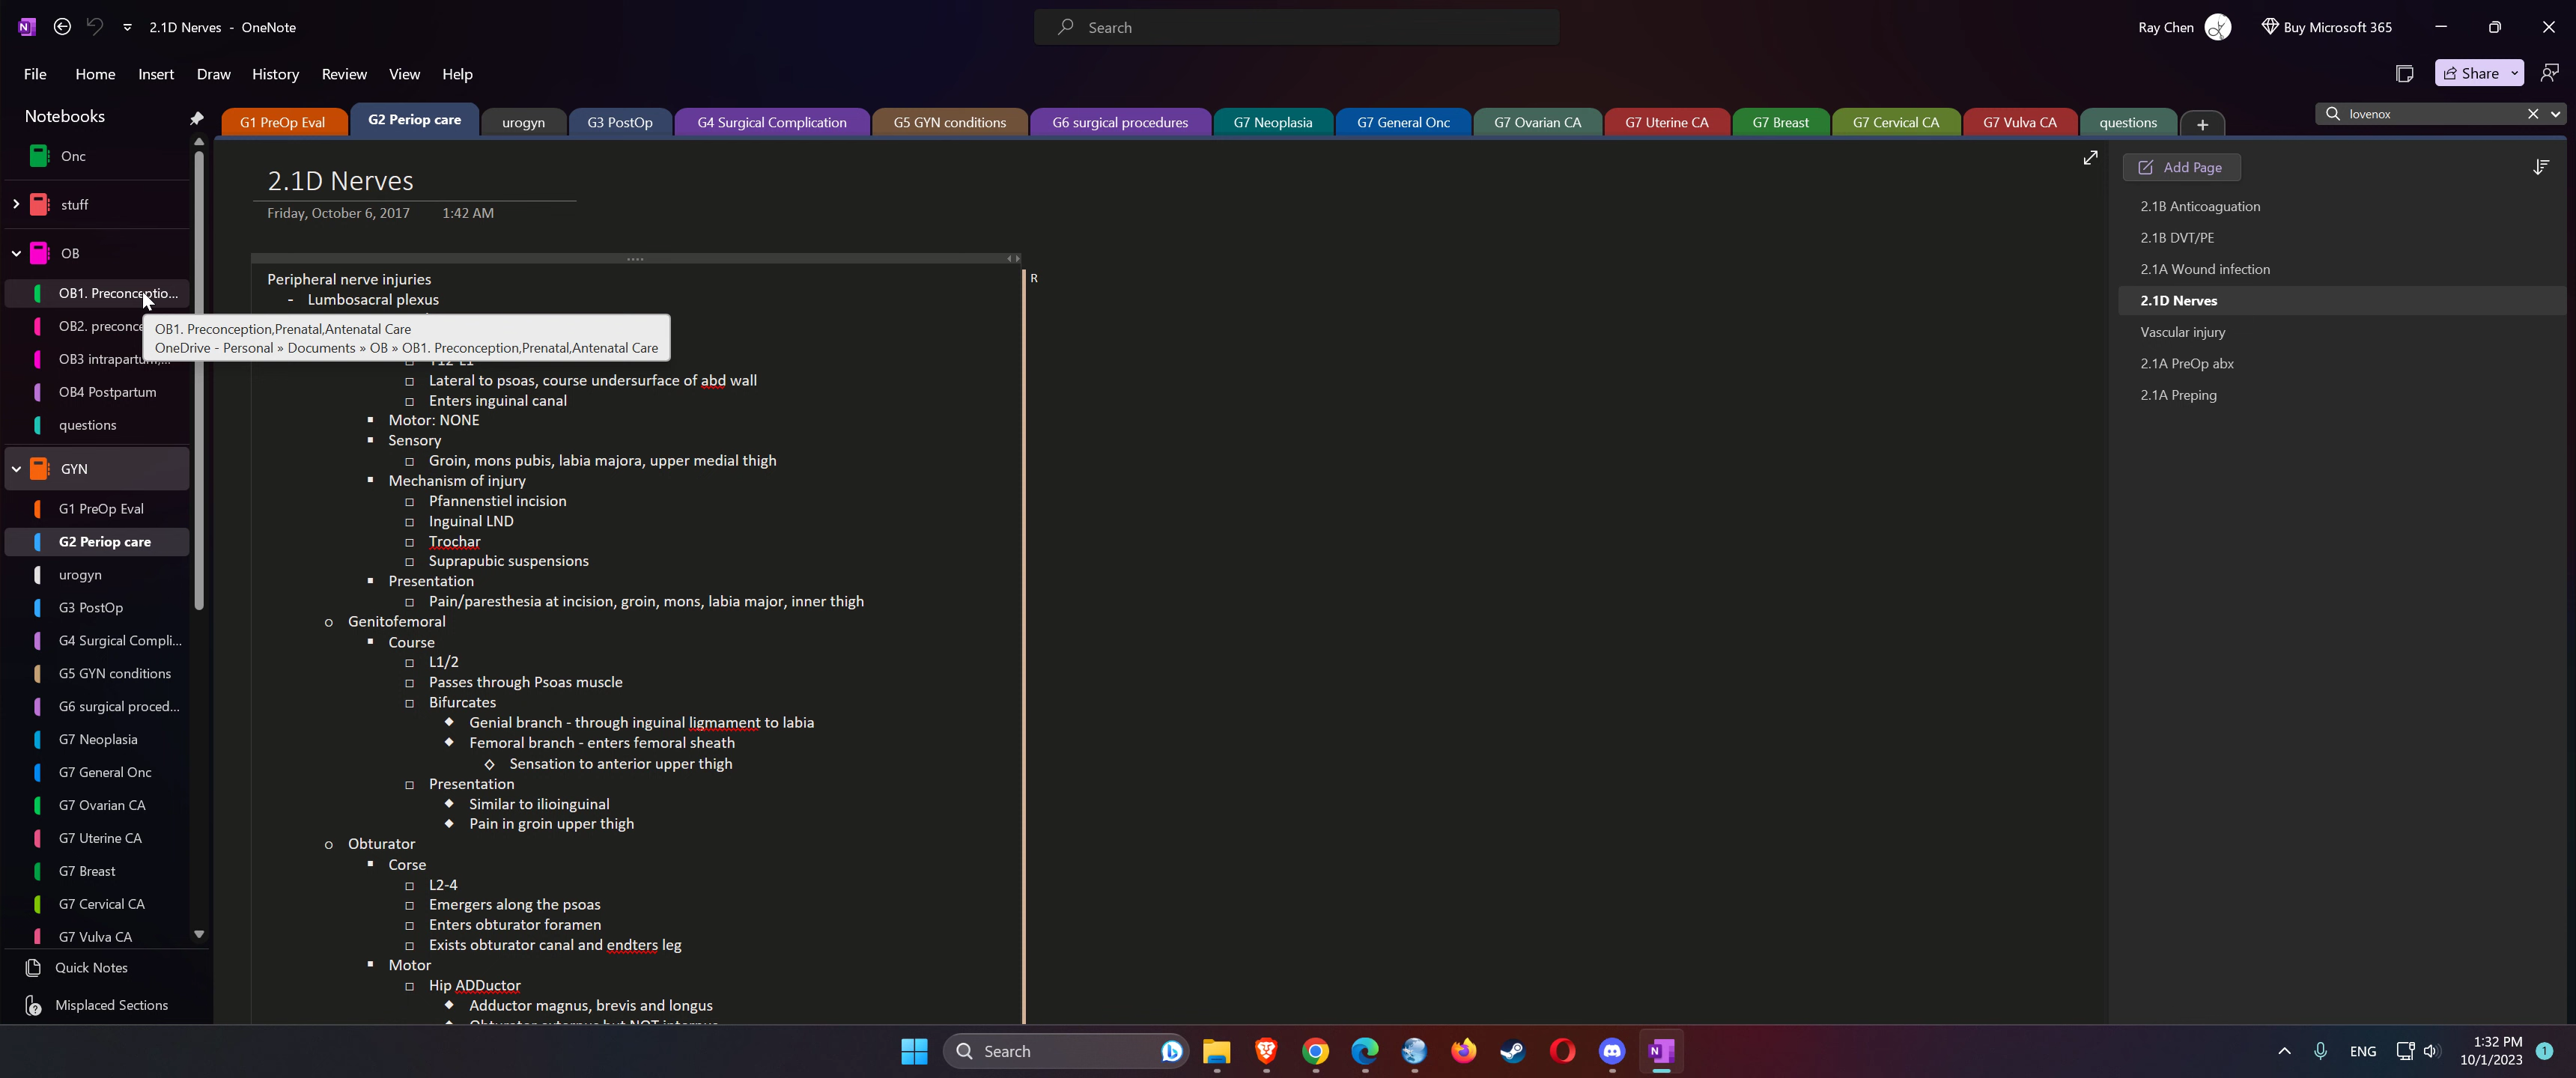 2.1D Nerves - OneNote
Search
Ray Chen
Buy Microsoft 365
File
Home
Insert
Draw
History
Review
View
Help
Share
Notebooks
G1 PreOp Eval
G2 Periop care
urogyn
G3 PostOp
G4 Surgical Complication
G5 GYN conditions
G6 surgical procedures
G7 Neoplasia
G7 General Onc
G7 Ovarian CA
G7 Uterine CA
G7 Breast
G7 Cervical CA
G7 Vulva CA
questions
+
lovenox
Onc
stuff
OB
OB1. Preconceptio...
OB2. preconce
OB3 intrapartum,...
OB4 Postpartum
questions
GYN
G1 PreOp Eval
G2 Periop care
urogyn
G3 PostOp
G4 Surgical Compli...
G5 GYN conditions
G6 surgical proced...
G7 Neoplasia
G7 General Onc
G7 Ovarian CA
G7 Uterine CA
G7 Breast
G7 Cervical CA
G7 Vulva CA
Quick Notes
Misplaced Sections
OB1. Preconception,Prenatal,Antenatal Care
OneDrive - Personal » Documents » OB » OB1. Preconception,Prenatal,Antenatal Care
2.1D Nerves
Friday, October 6, 2017 1:42 AM
Peripheral nerve injuries
- Lumbosacral plexus
T12-L1
Lateral to psoas, course undersurface of abd wall
Enters inguinal canal
Motor: NONE
Sensory
Groin, mons pubis, labia majora, upper medial thigh
Mechanism of injury
Pfannenstiel incision
Inguinal LND
Trochar
Suprapubic suspensions
Presentation
Pain/paresthesia at incision, groin, mons, labia major, inner thigh
o Genitofemoral
Course
L1/2
Passes through Psoas muscle
Bifurcates
Genial branch - through inguinal ligmament to labia
Femoral branch - enters femoral sheath
Sensation to anterior upper thigh
Presentation
Similar to ilioinguinal
Pain in groin upper thigh
o Obturator
Corse
L2-4
Emergers along the psoas
Enters obturator foramen
Exists obturator canal and endters leg
Motor
Hip ADDuctor
Adductor magnus, brevis and longus
R
Add Page
2.1B Anticoaguation
2.1B DVT/PE
2.1A Wound infection
2.1D Nerves
Vascular injury
2.1A PreOp abx
2.1A Preping
Search
ENG
1:32 PM
10/1/2023
1